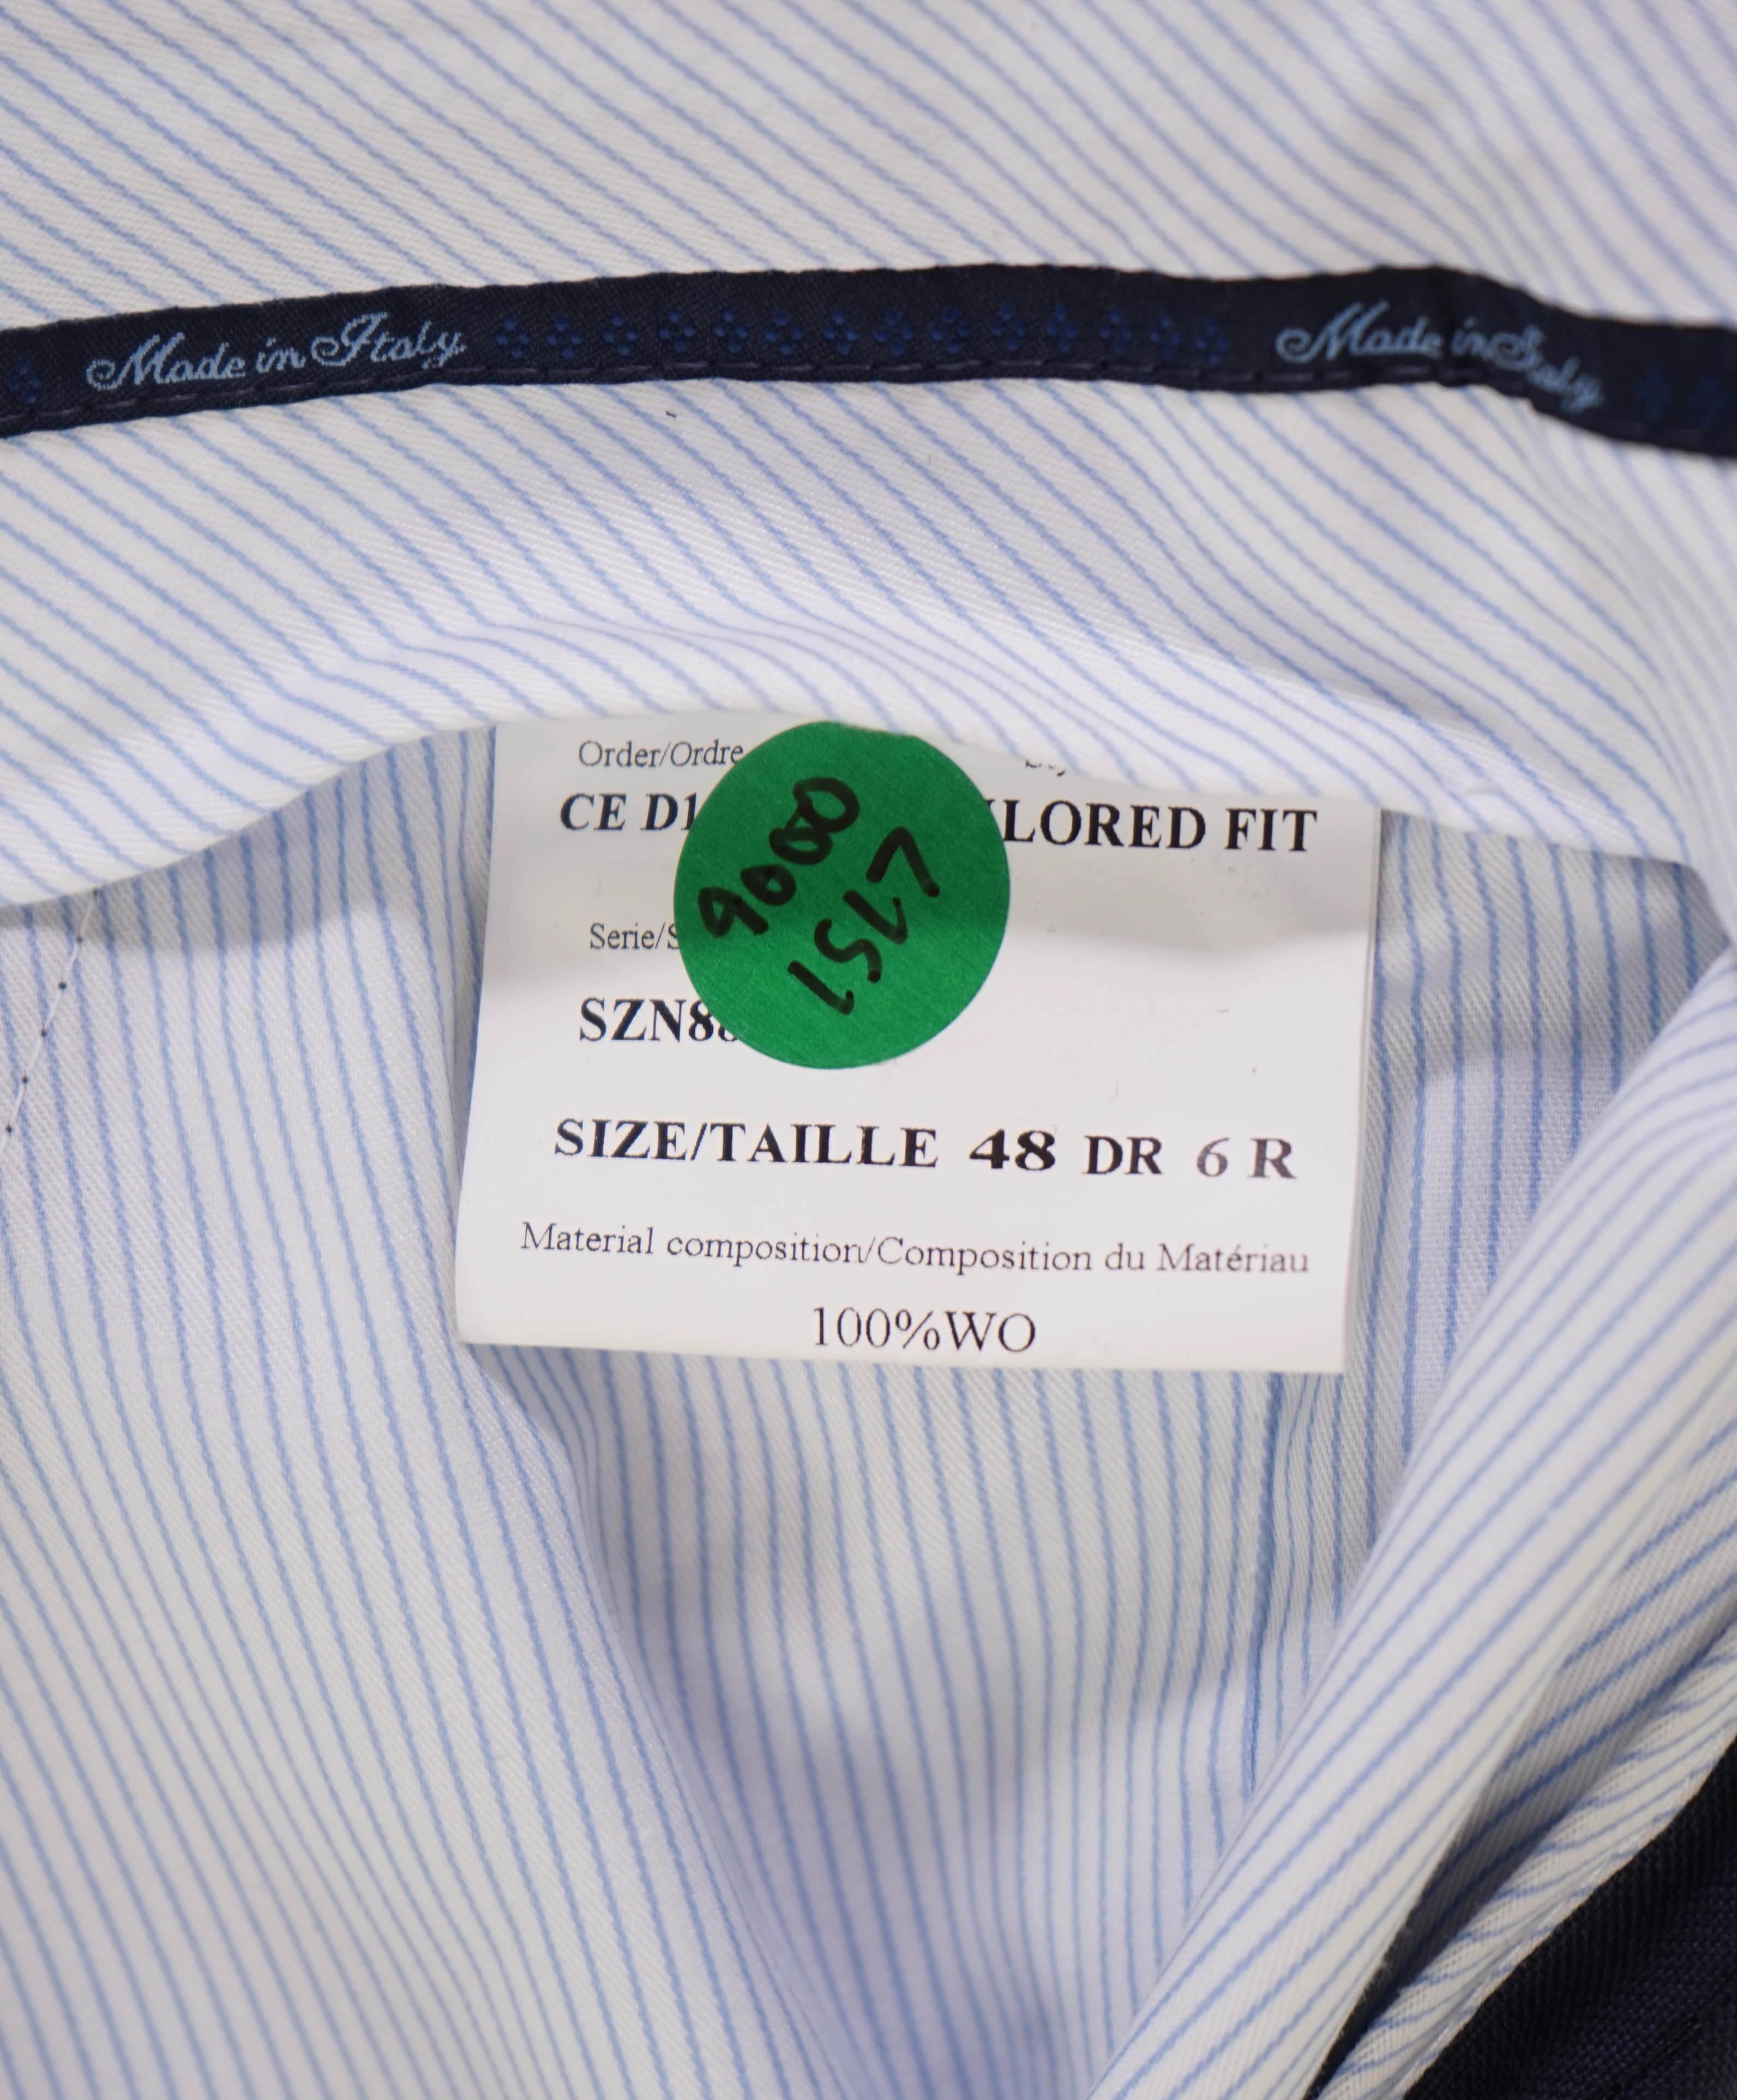 Made in Italy Made in Italy
Order/Ordre
CE D1 LORED FIT
9000
1517
Serie/S
SZN8
SIZE/TAILLE 48 DR 6 R
Material composition/Composition du Matériau
100%WO